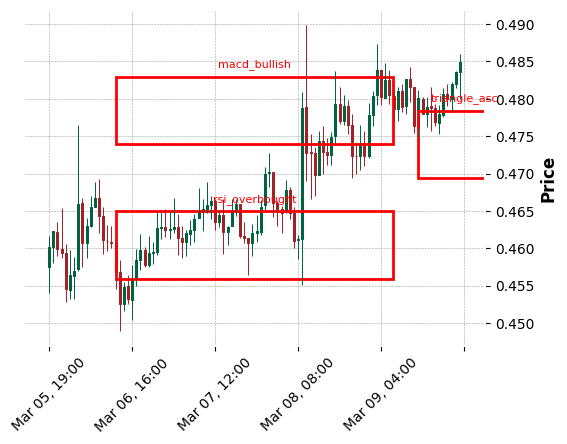 0.490
macd_bullish
0.485
triangle_asc
0.480
0.475
0.470
rsi_overbought
0.465
0.460
0.455
0.450
Price
Mar 05, 19:00
Mar 06, 16:00
Mar 07, 12:00
Mar 08, 08:00
Mar 09, 04:00